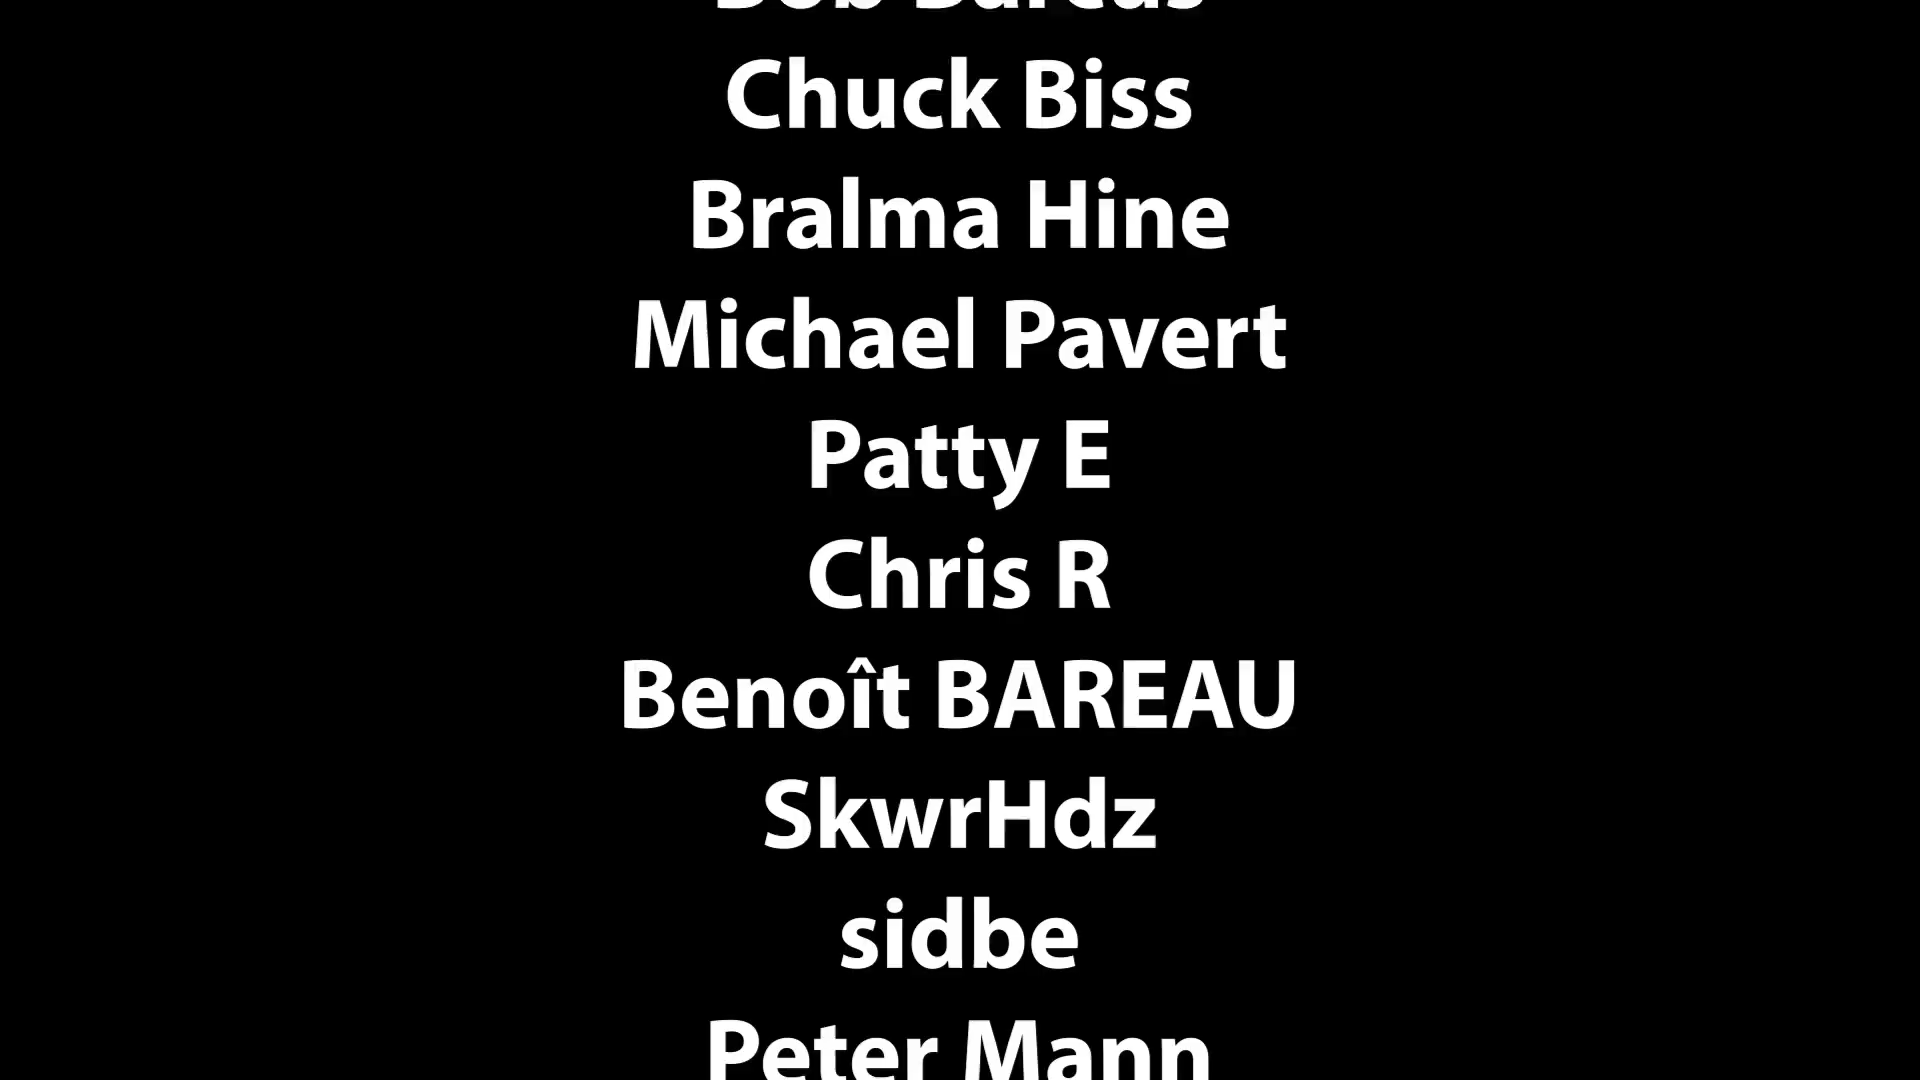 Chuck Biss
Bralma Hine
Michael Pavert
Patty E
Chris R
Benoît BAREAU
SkwrHdz
sidbe
Peter Mann